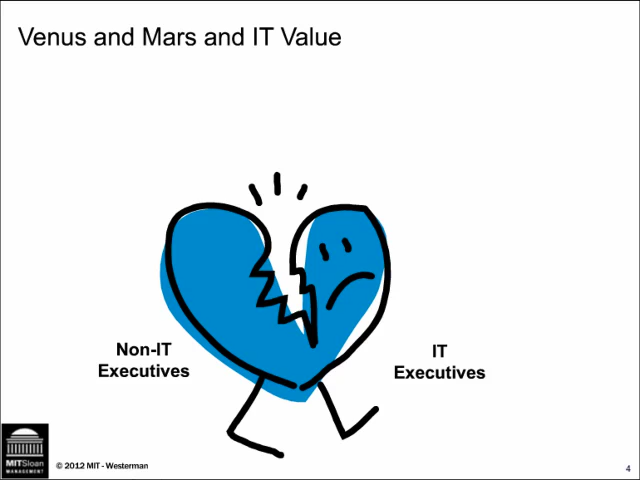 Venus and Mars and IT Value
Non-IT
Executives
IT
Executives
MITSloan
MANAGEMENT
© 2012 MIT - Westerman
4